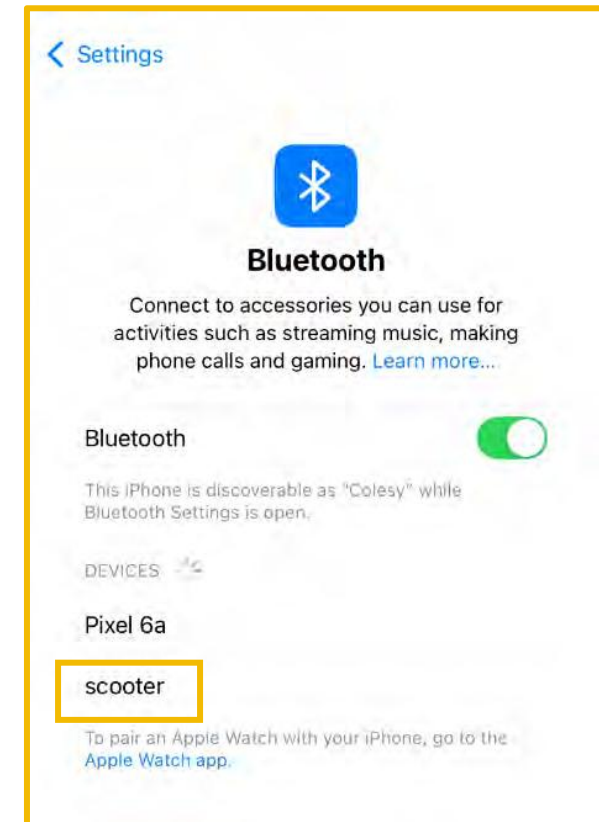 Settings
Bluetooth
Connect to accessories you can use for
activities such as streaming music, making
phone calls and gaming. Learn more...
Bluetooth
This iPhone is discoverable as "Colesy" while
Bluetooth Settings is open.
DEVICES
Pixel 6a
scooter
To pair an Apple Watch with your iPhone, go to the
Apple Watch app.